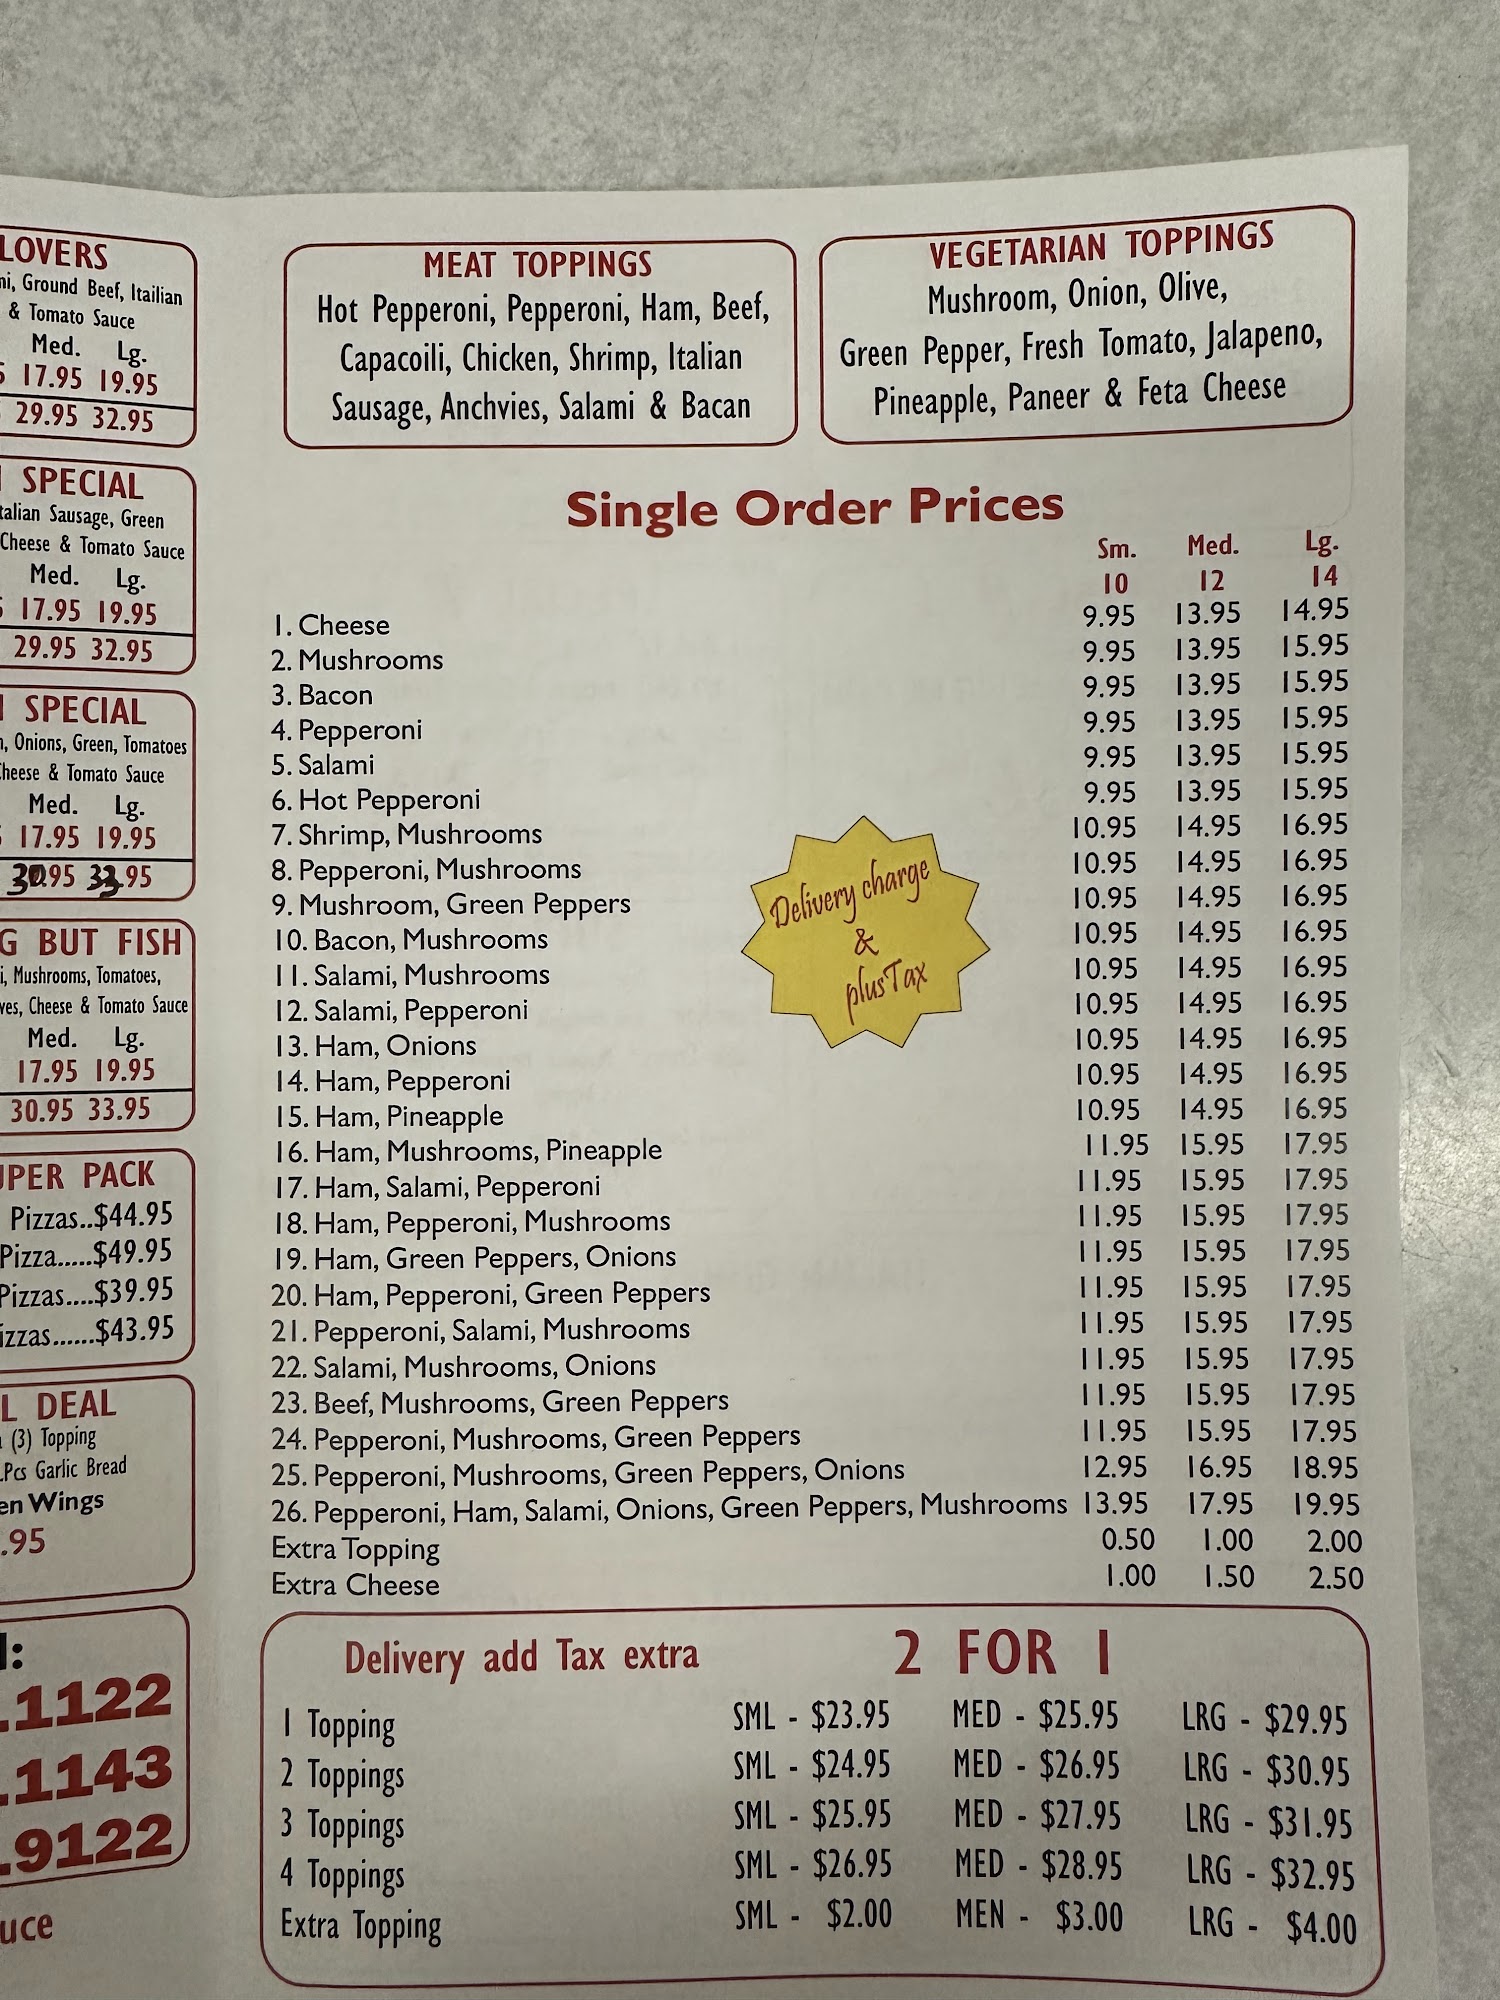 LOVERS
Ground Beef, Itailian
& Tomato Sauce
Med. Lg.
17.95 19.95
29.95 32.95
SPECIAL
Sausage, Green
Cheese & Tomato Sauce
Med. Lg.
17.95 19.95
29.95 32.95
SPECIAL
Onions, Green, Tomatoes
Cheese & Tomato Sauce
Med. Lg.
17.95 19.95
30.95 33.95
BUT FISH
Mushrooms, Tomatoes,
Cheese & Tomato Sauce
Med. Lg.
17.95 19.95
30.95 33.95
PACK
Pizzas..$44.95
Pizza.....$49.95
Pizzas....$39.95
$43.95
DEAL
(3) Topping
Pcs Garlic Bread
Wings
.95
.1122
.1143
.9122
MEAT TOPPINGS
Hot Pepperoni, Pepperoni, Ham, Beef,
Capacoili, Chicken, Shrimp, Italian
Sausage, Anchvies, Salami & Bacan
VEGETARIAN TOPPINGS
Mushroom, Onion, Olive,
Green Pepper, Fresh Tomato, Jalapeno,
Pineapple, Paneer & Feta Cheese
Single Order Prices
Sm. Med. Lg.
10 12 14
1. Cheese 9.95 13.95 14.95
2. Mushrooms 9.95 13.95 15.95
3. Bacon 9.95 13.95 15.95
4. Pepperoni 9.95 13.95 15.95
5. Salami 9.95 13.95 15.95
6. Hot Pepperoni 9.95 13.95 15.95
7. Shrimp, Mushrooms 10.95 14.95 16.95
8. Pepperoni, Mushrooms 10.95 14.95 16.95
9. Mushroom, Green Peppers 10.95 14.95 16.95
10. Bacon, Mushrooms 10.95 14.95 16.95
11. Salami, Mushrooms 10.95 14.95 16.95
12. Salami, Pepperoni 10.95 14.95 16.95
13. Ham, Onions 10.95 14.95 16.95
14. Ham, Pepperoni 10.95 14.95 16.95
15. Ham, Pineapple 10.95 14.95 16.95
16. Ham, Mushrooms, Pineapple 11.95 15.95 17.95
17. Ham, Salami, Pepperoni 11.95 15.95 17.95
18. Ham, Pepperoni, Mushrooms 11.95 15.95 17.95
19. Ham, Green Peppers, Onions 11.95 15.95 17.95
20. Ham, Pepperoni, Green Peppers 11.95 15.95 17.95
21. Pepperoni, Salami, Mushrooms 11.95 15.95 17.95
22. Salami, Mushrooms, Onions 11.95 15.95 17.95
23. Beef, Mushrooms, Green Peppers 11.95 15.95 17.95
24. Pepperoni, Mushrooms, Green Peppers 11.95 15.95 17.95
25. Pepperoni, Mushrooms, Green Peppers, Onions 12.95 16.95 18.95
26. Pepperoni, Ham, Salami, Onions, Green Peppers, Mushrooms 13.95 17.95 19.95
Extra Topping 0.50 1.00 2.00
Extra Cheese 1.00 1.50 2.50
Delivery charge
&
plus Tax
Delivery add Tax extra 2 FOR 1
1 Topping SML - $23.95 MED - $25.95 LRG - $29.95
2 Toppings SML - $24.95 MED - $26.95 LRG - $30.95
3 Toppings SML - $25.95 MED - $27.95 LRG - $31.95
4 Toppings SML - $26.95 MED - $28.95 LRG - $32.95
Extra Topping SML - $2.00 MEN - $3.00 LRG - $4.00